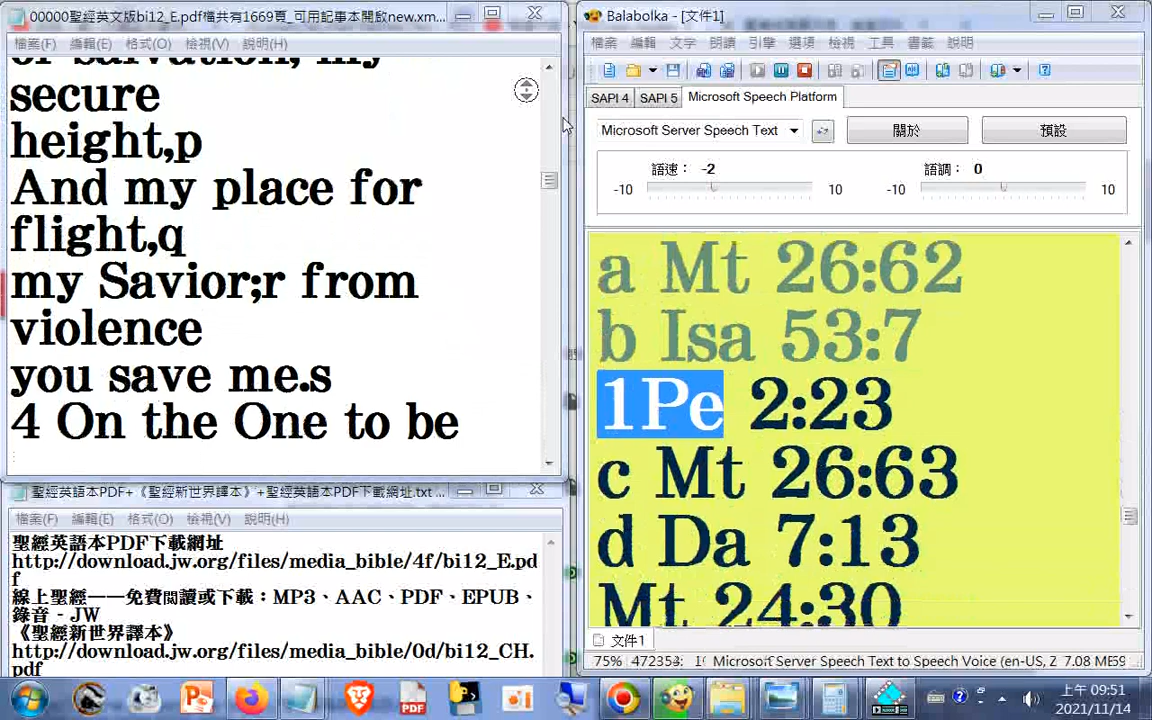 00000聖經英文版bi12_E.pdf檔共有1669頁_可用記事本開啟new.xm...
檔案(F) 編輯(E) 格式(O) 檢視(V) 說明(H)
of salvation, my
secure
height,p
And my place for
flight,q
my Savior;r from
violence
you save me.s
4 On the One to be
聖經英語本PDF+《聖經新世界譯本》+聖經英語本PDF下載網址.txt ...
檔案(F) 編輯(E) 格式(O) 檢視(V) 說明(H)
聖經英語本PDF下載網址
http://download.jw.org/files/media_bible/4f/bi12_E.pd
f
線上聖經——免費閱讀或下載：MP3、AAC、PDF、EPUB、
錄音 - JW
《聖經新世界譯本》
http://download.jw.org/files/media_bible/0d/bi12_CH.
pdf
Balabolka - [文件1]
檔案 編輯 文字 朗讀 引擎 選項 檢視 工具 書籤 說明
SAPI 4 SAPI 5 Microsoft Speech Platform
Microsoft Server Speech Text 關於 預設
語速： -2 語調： 0
-10 10 -10 10
a Mt 26:62
b Isa 53:7
1Pe 2:23
c Mt 26:63
d Da 7:13
Mt 24:30
文件1
75% Microsoft Server Speech Text to Speech Voice (en-US, Z 7.08 ME
PDF
上午 09:51
2021/11/14